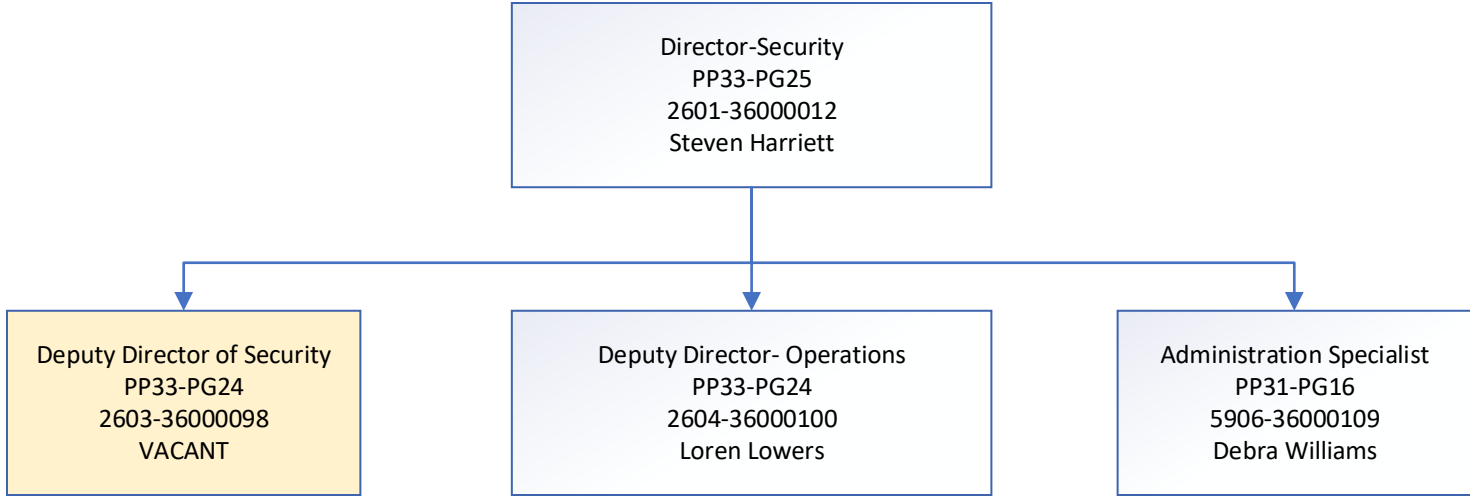 Director-Security
PP33-PG25
2601-36000012
Steven Harriett
Deputy Director of Security
PP33-PG24
2603-36000098
VACANT
Deputy Director- Operations
PP33-PG24
2604-36000100
Loren Lowers
Administration Specialist
PP31-PG16
5906-36000109
Debra Williams